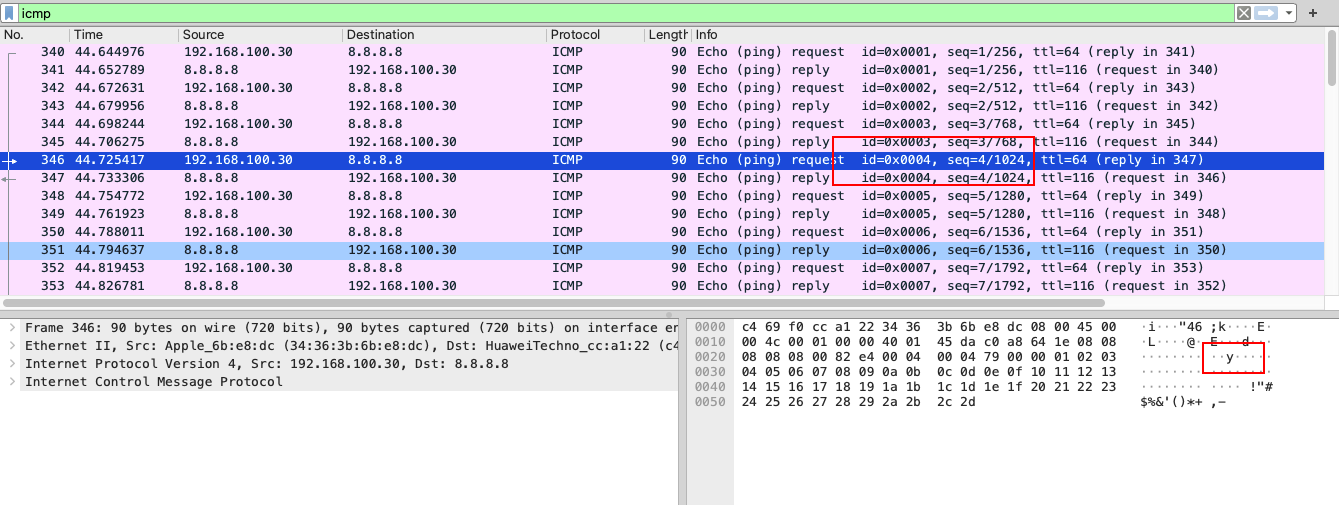 icmp
No. Time Source Destination Protocol Length Info
340 44.644976 192.168.100.30 8.8.8.8 ICMP 90 Echo (ping) request id=0x0001, seq=1/256, ttl=64 (reply in 341)
341 44.652789 8.8.8.8 192.168.100.30 ICMP 90 Echo (ping) reply id=0x0001, seq=1/256, ttl=116 (request in 340)
342 44.672631 192.168.100.30 8.8.8.8 ICMP 90 Echo (ping) request id=0x0002, seq=2/512, ttl=64 (reply in 343)
343 44.679956 8.8.8.8 192.168.100.30 ICMP 90 Echo (ping) reply id=0x0002, seq=2/512, ttl=116 (request in 342)
344 44.698244 192.168.100.30 8.8.8.8 ICMP 90 Echo (ping) request id=0x0003, seq=3/768, ttl=64 (reply in 345)
345 44.706275 8.8.8.8 192.168.100.30 ICMP 90 Echo (ping) reply id=0x0003, seq=3/768, ttl=116 (request in 344)
346 44.725417 192.168.100.30 8.8.8.8 ICMP 90 Echo (ping) request id=0x0004, seq=4/1024, ttl=64 (reply in 347)
347 44.733306 8.8.8.8 192.168.100.30 ICMP 90 Echo (ping) reply id=0x0004, seq=4/1024, ttl=116 (request in 346)
348 44.754772 192.168.100.30 8.8.8.8 ICMP 90 Echo (ping) request id=0x0005, seq=5/1280, ttl=64 (reply in 349)
349 44.761923 8.8.8.8 192.168.100.30 ICMP 90 Echo (ping) reply id=0x0005, seq=5/1280, ttl=116 (request in 348)
350 44.788011 192.168.100.30 8.8.8.8 ICMP 90 Echo (ping) request id=0x0006, seq=6/1536, ttl=64 (reply in 351)
351 44.794637 8.8.8.8 192.168.100.30 ICMP 90 Echo (ping) reply id=0x0006, seq=6/1536, ttl=116 (request in 350)
352 44.819453 192.168.100.30 8.8.8.8 ICMP 90 Echo (ping) request id=0x0007, seq=7/1792, ttl=64 (reply in 353)
353 44.826781 8.8.8.8 192.168.100.30 ICMP 90 Echo (ping) reply id=0x0007, seq=7/1792, ttl=116 (request in 352)
Frame 346: 90 bytes on wire (720 bits), 90 bytes captured (720 bits) on interface en
Ethernet II, Src: Apple_6b:e8:dc (34:36:3b:6b:e8:dc), Dst: HuaweiTechno_cc:a1:22 (c4
Internet Protocol Version 4, Src: 192.168.100.30, Dst: 8.8.8.8
Internet Control Message Protocol
0000 c4 69 f0 cc a1 22 34 36 3b 6b e8 dc 08 00 45 00 ·i···"46 ;k····E·
0010 00 4c 00 01 00 00 40 01 45 da c0 a8 64 1e 08 08 ·L····@· E···d···
0020 08 08 08 00 82 e4 00 04 00 04 79 00 00 01 02 03 ········ ··y·····
0030 04 05 06 07 08 09 0a 0b 0c 0d 0e 0f 10 11 12 13 ········ ········
0040 14 15 16 17 18 19 1a 1b 1c 1d 1e 1f 20 21 22 23 ········ ···· !"#
0050 24 25 26 27 28 29 2a 2b 2c 2d $%&'()*+ ,-